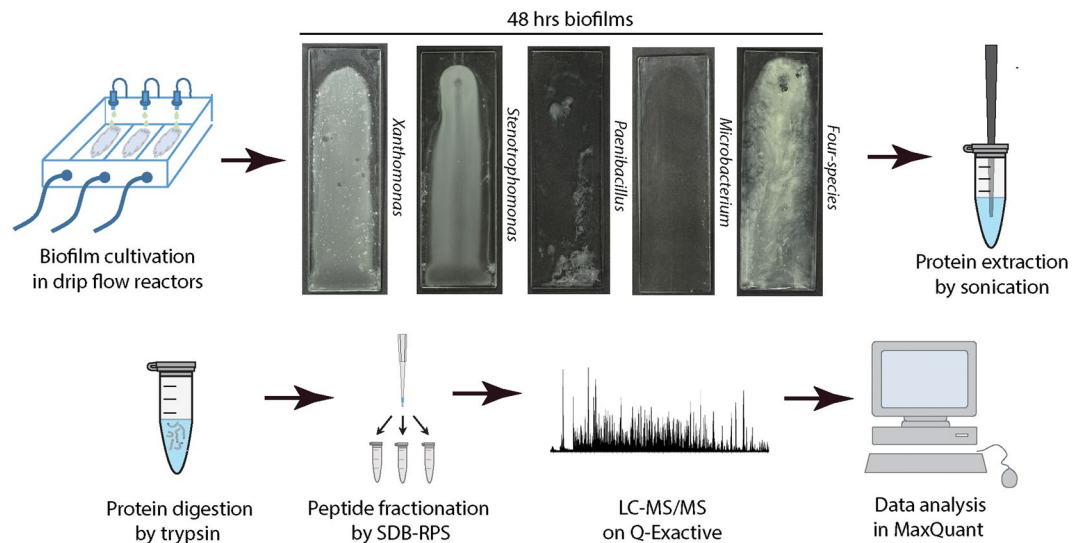 48 hrs biofilms
Xanthomonas
Stenotrophomonas
Paenibacillus
Microbacterium
Four-species
Biofilm cultivation
in drip flow reactors
Protein extraction
by sonication
Protein digestion
by trypsin
Peptide fractionation
by SDB-RPS
LC-MS/MS
on Q-Exactive
Data analysis
in MaxQuant